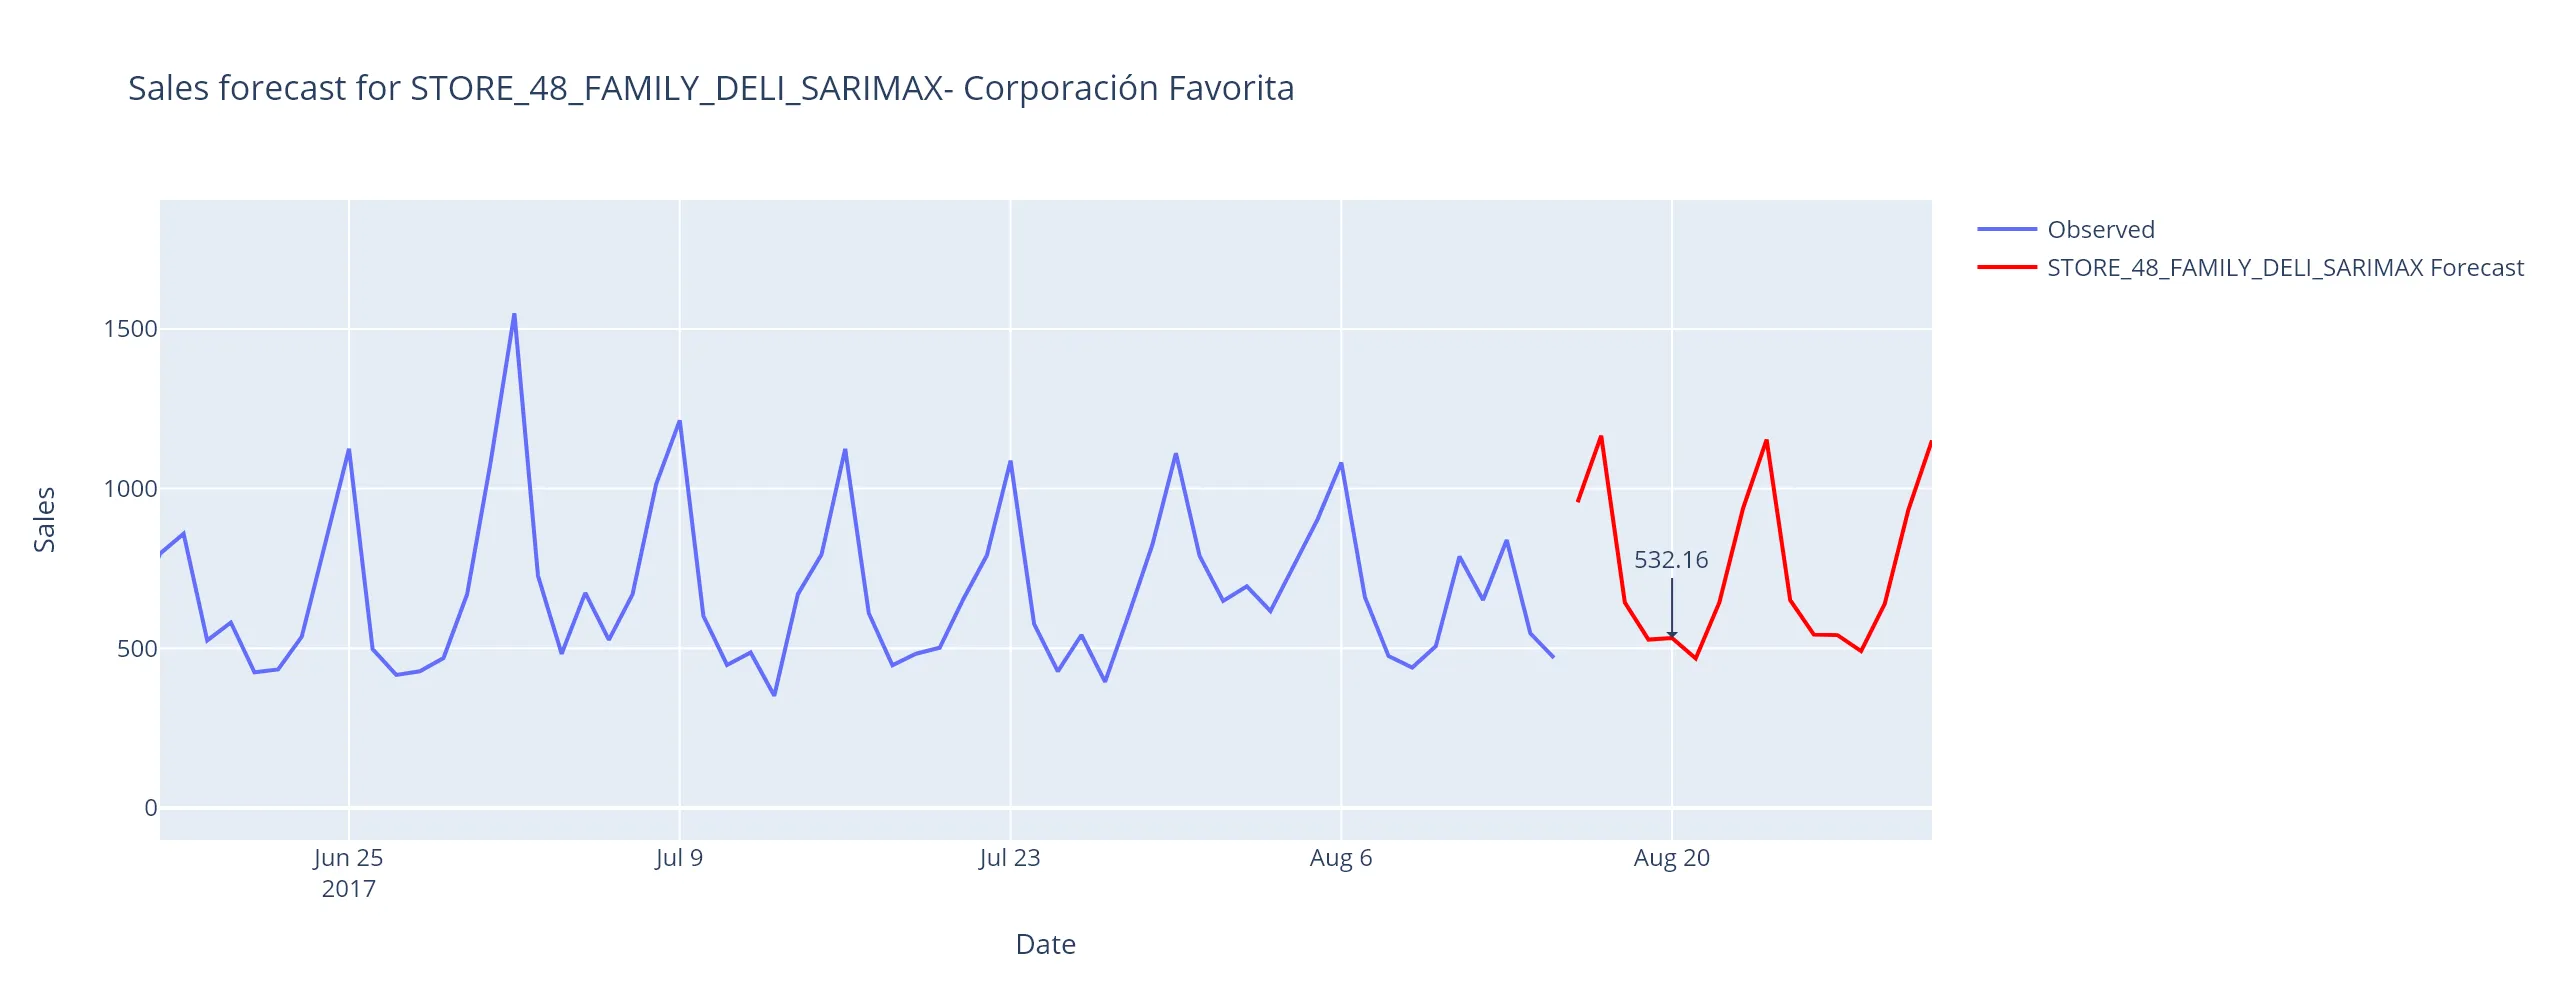 Sales forecast for STORE_48_FAMILY_DELI_SARIMAX- Corporación Favorita
Observed
STORE_48_FAMILY_DELI_SARIMAX Forecast
1500
1000
500
0
Sales
532.16
Jun 25
2017
Jul 9
Jul 23
Aug 6
Aug 20
Date